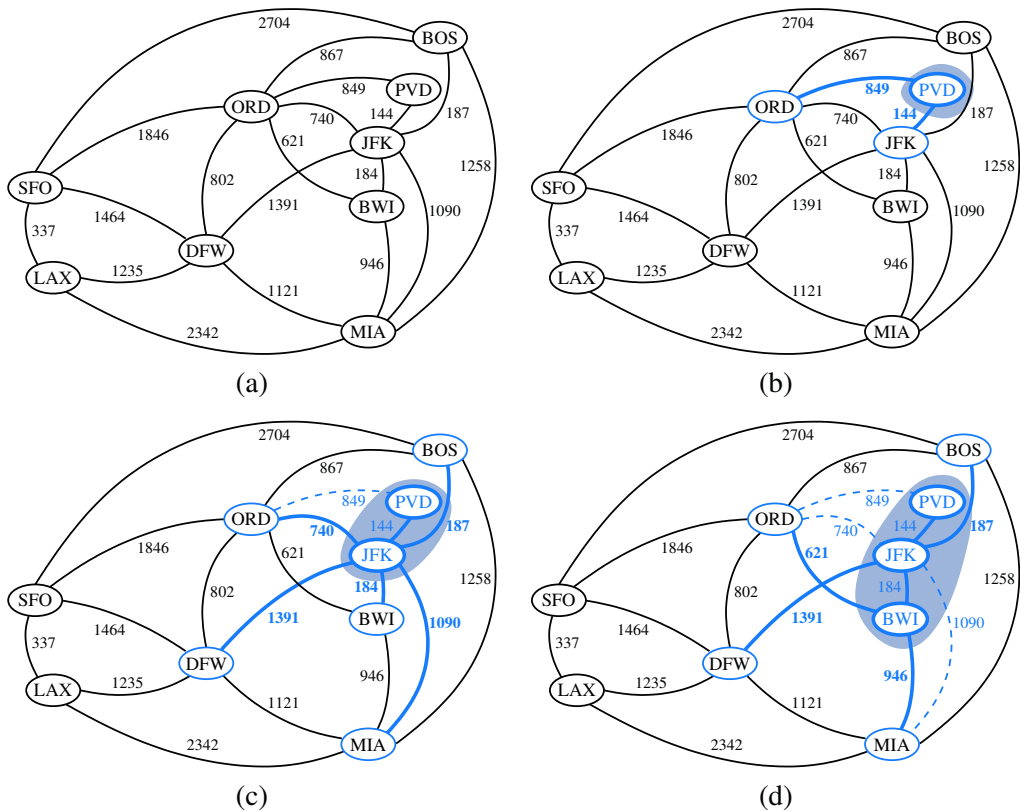 2704
BOS
867
849
PVD
ORD
740
144
187
1846
621
JFK
184
1258
SFO
802
1391
BWI
1090
1464
337
DFW
946
LAX
1235
1121
2342
MIA
(a)
2704
BOS
867
849
PVD
ORD
740
144
187
1846
621
JFK
184
1258
SFO
802
1391
BWI
1090
1464
337
DFW
946
LAX
1235
1121
2342
MIA
(b)
2704
BOS
867
849
PVD
ORD
740
144
187
1846
621
JFK
184
1258
SFO
802
1391
BWI
1090
1464
337
DFW
946
LAX
1235
1121
2342
MIA
(c)
2704
BOS
867
849
PVD
ORD
740
144
187
1846
621
JFK
184
1258
SFO
802
1391
BWI
1090
1464
337
DFW
946
LAX
1235
1121
2342
MIA
(d)